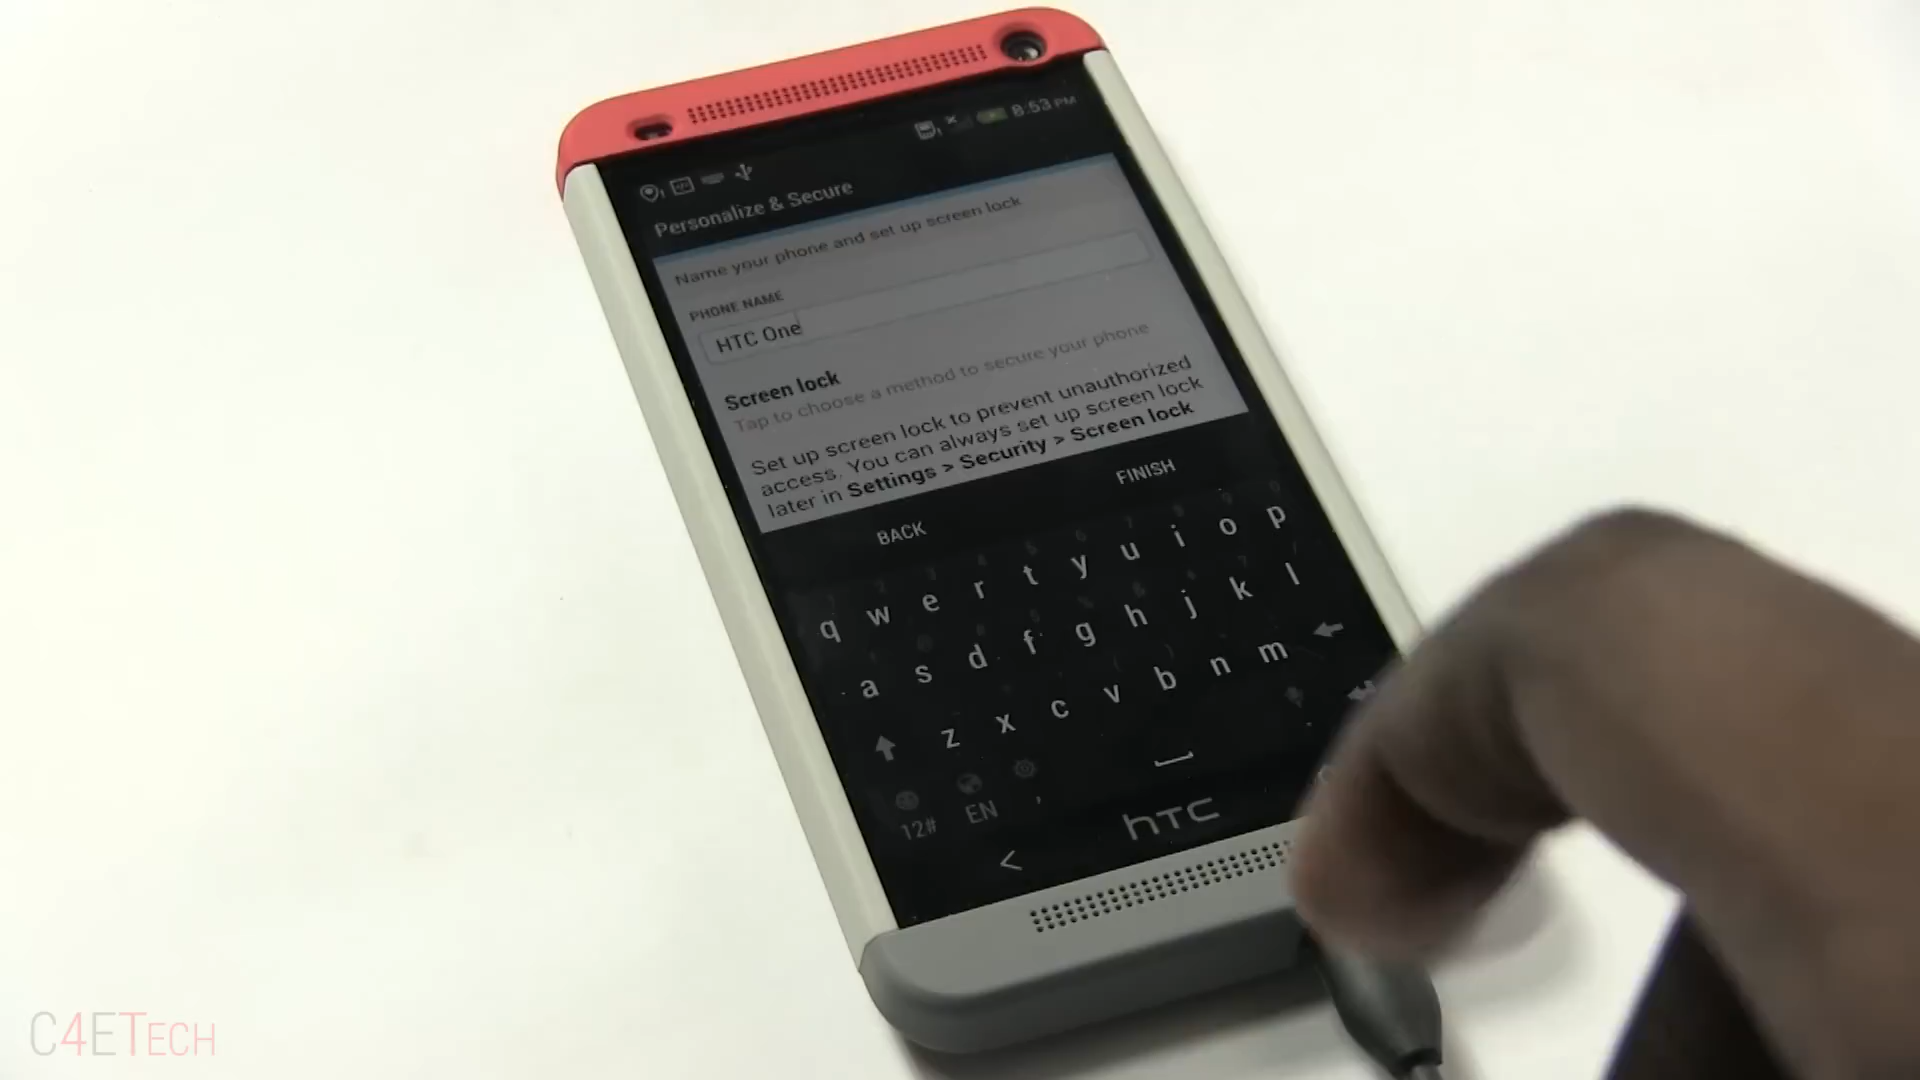 8:53 PM
Personalize & Secure
Name your phone and set up screen lock
PHONE NAME
HTC One
Screen lock
Tap to choose a method to secure your phone
Set up screen lock to prevent unauthorized
access. You can always set up screen lock
later in Settings > Security > Screen lock
BACK FINISH
q w e r t y u i o p
a s d f g h j k l
z x c v b n m
12# EN ,
hTC
C4ETECH